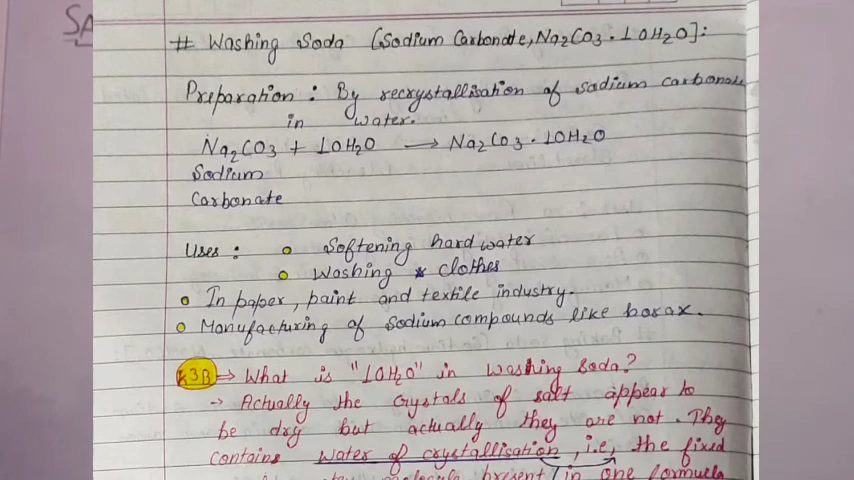 SA
# Washing Soda [Sodium Carbonate, Na2CO3·10H2O]:
Preparation : By recrystallisation of sodium carbonate
in water.
Na2CO3 + 10H2O → Na2CO3·10H2O
Sodium
Carbonate
Uses : • Softening hard water
• Washing clothes
• In paper, paint and textile industry.
• Manufacturing of Sodium compounds like borax.
K3B ⇒ What is "10H2O" in washing soda?
→ Actually the crystals of salt appear to
be dry but actually they are not. They
contains water of crystallisation, i.e, the fixed
molecule present in one formula